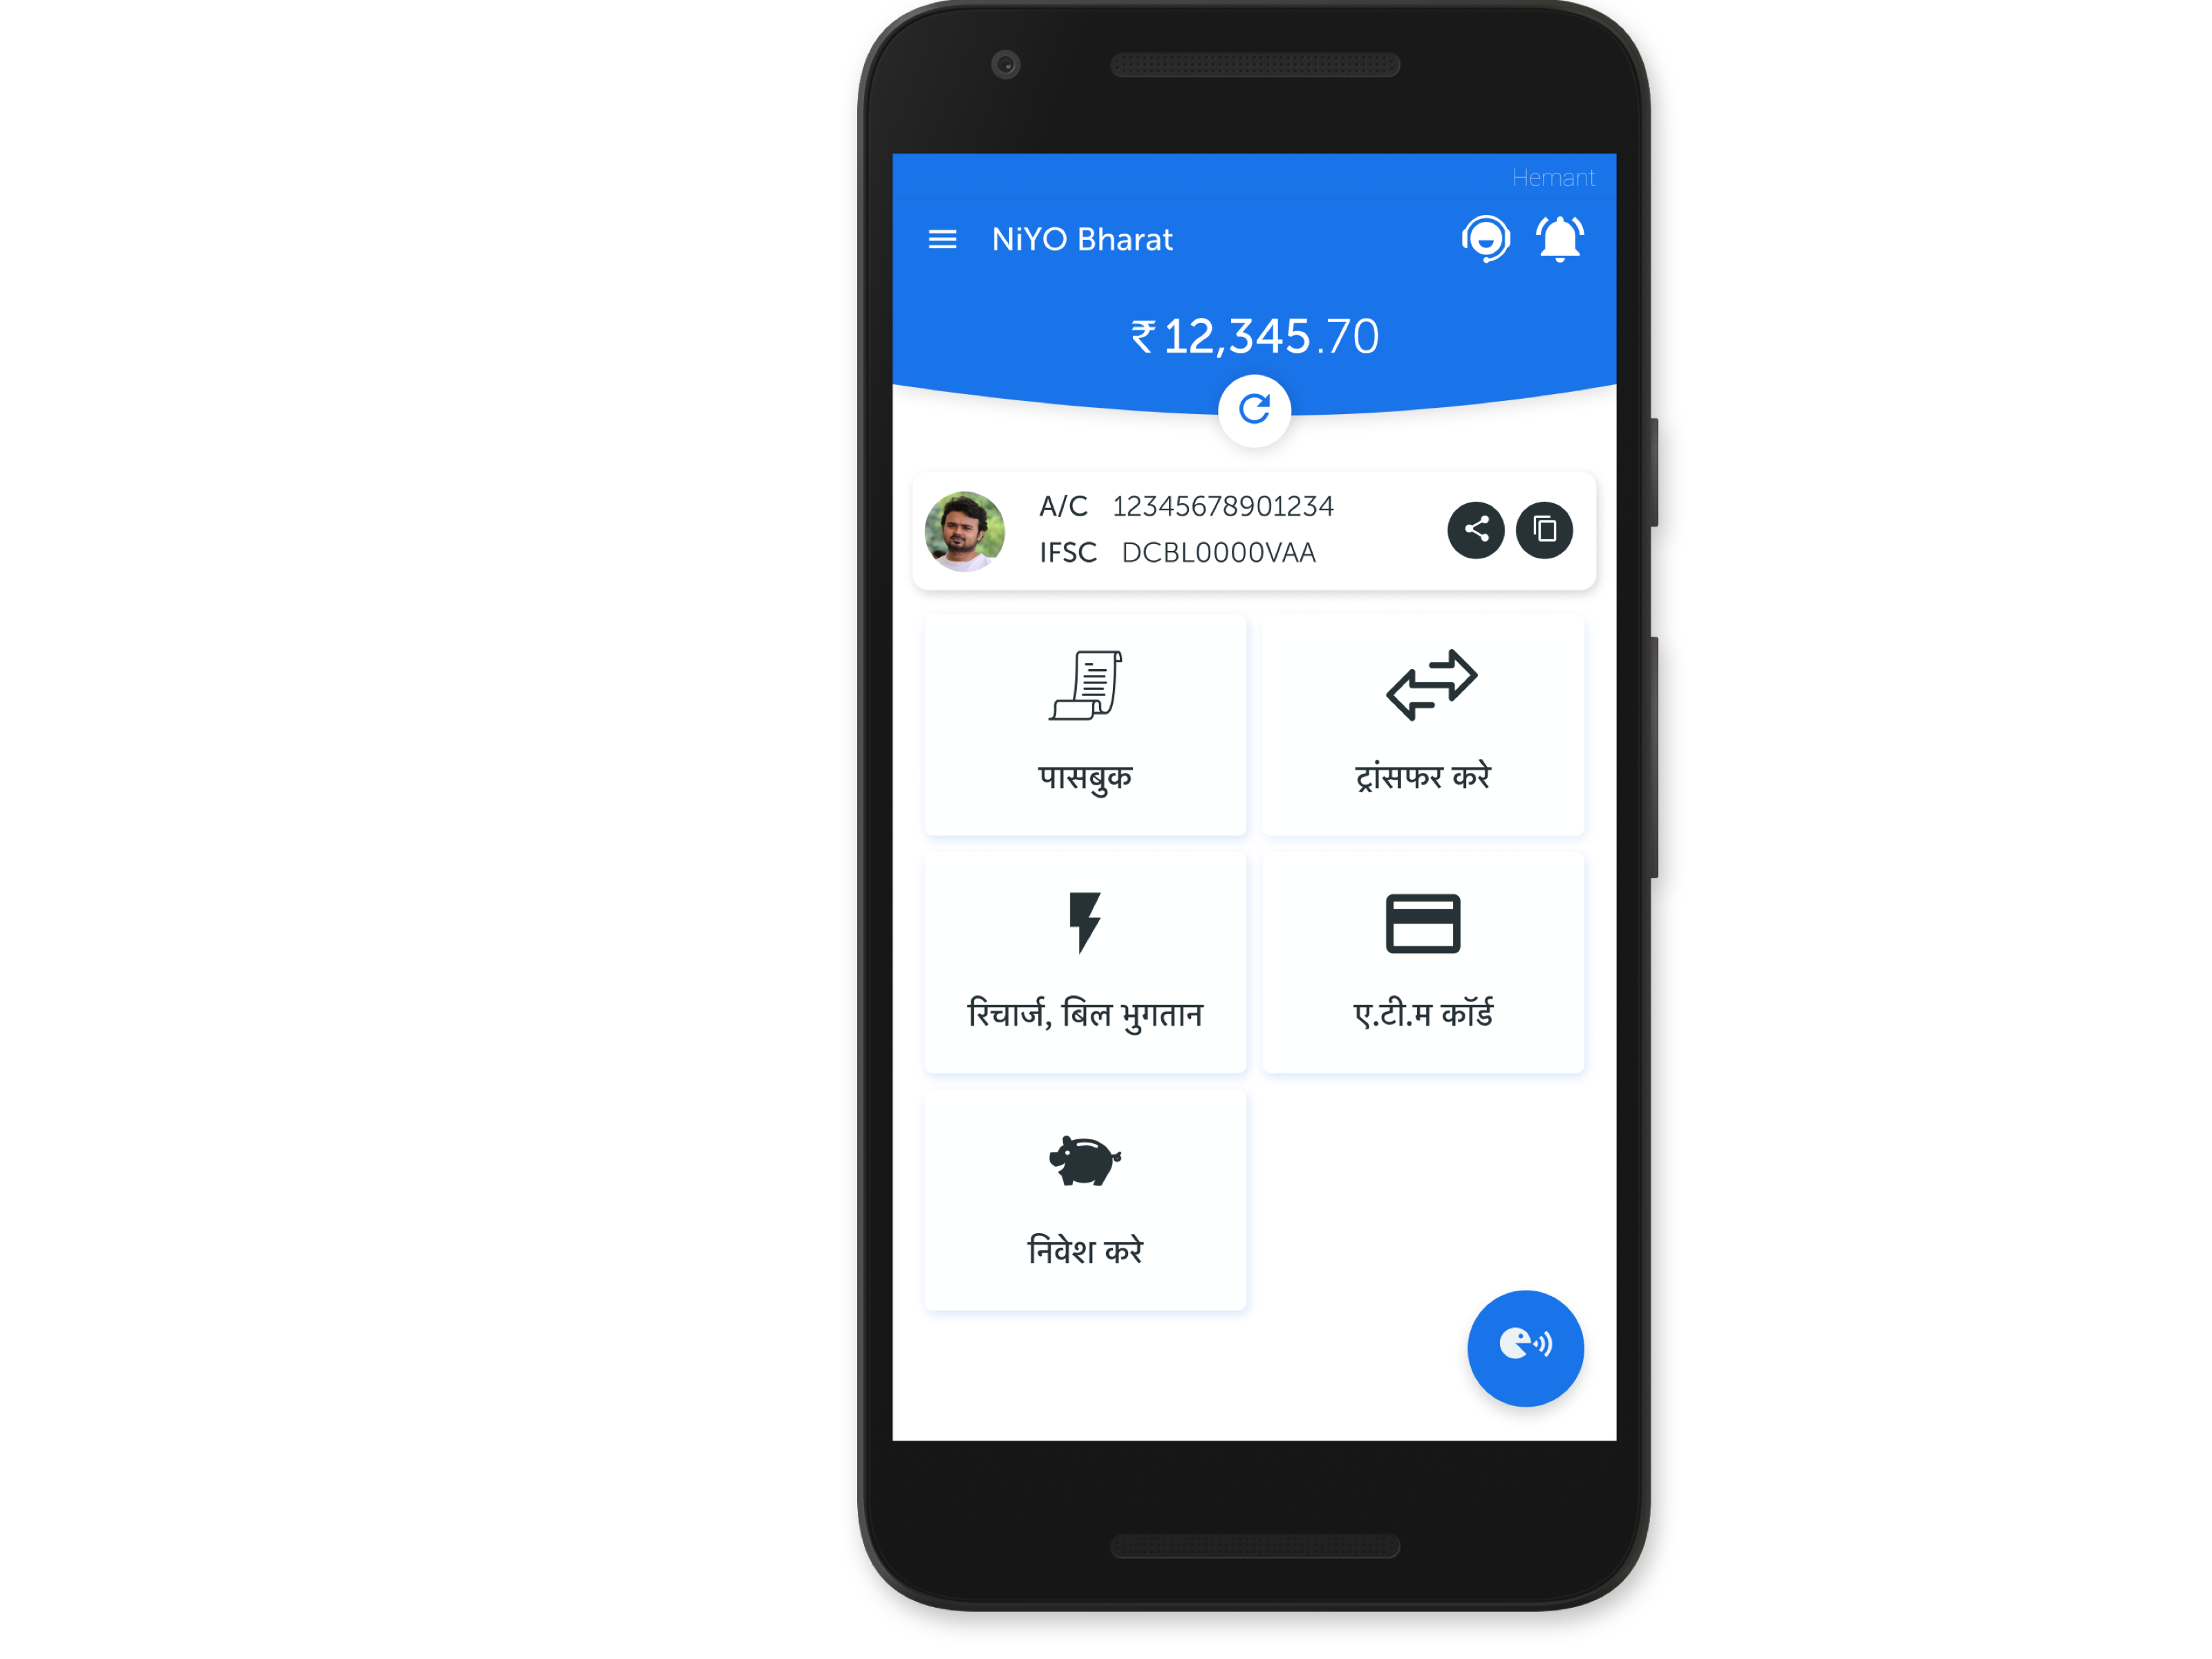 Hemant
NiYO Bharat
₹ 12,345.70
A/C 12345678901234
IFSC DCBL0000VAA
पासबुक
ट्रांसफर करे
रिचार्ज, बिल भुगतान
ए.टी.म कॉर्ड
निवेश करे